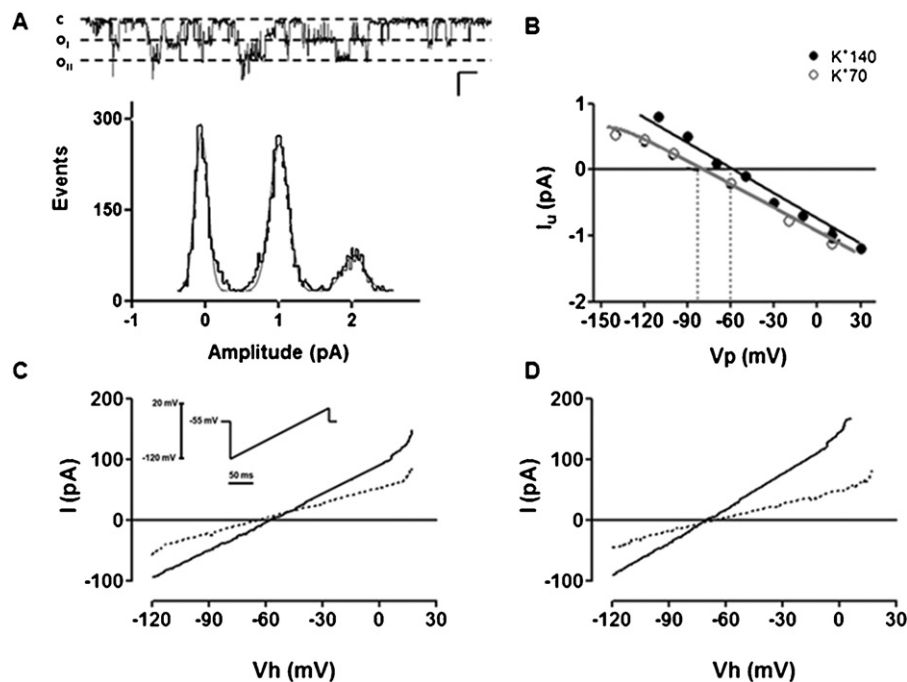 A
C
OI
OII
300
150
0
Events
-1 0 1 2
Amplitude (pA)
B
K+140
K+70
1
0
-1
-2
Iu (pA)
-150 -120 -90 -60 -30 0 30
Vp (mV)
C
200
100
0
-100
I (pA)
20 mV
-55 mV
-120 mV
50 ms
-120 -90 -60 -30 0 30
Vh (mV)
D
200
100
0
-100
I (pA)
-120 -90 -60 -30 0 30
Vh (mV)